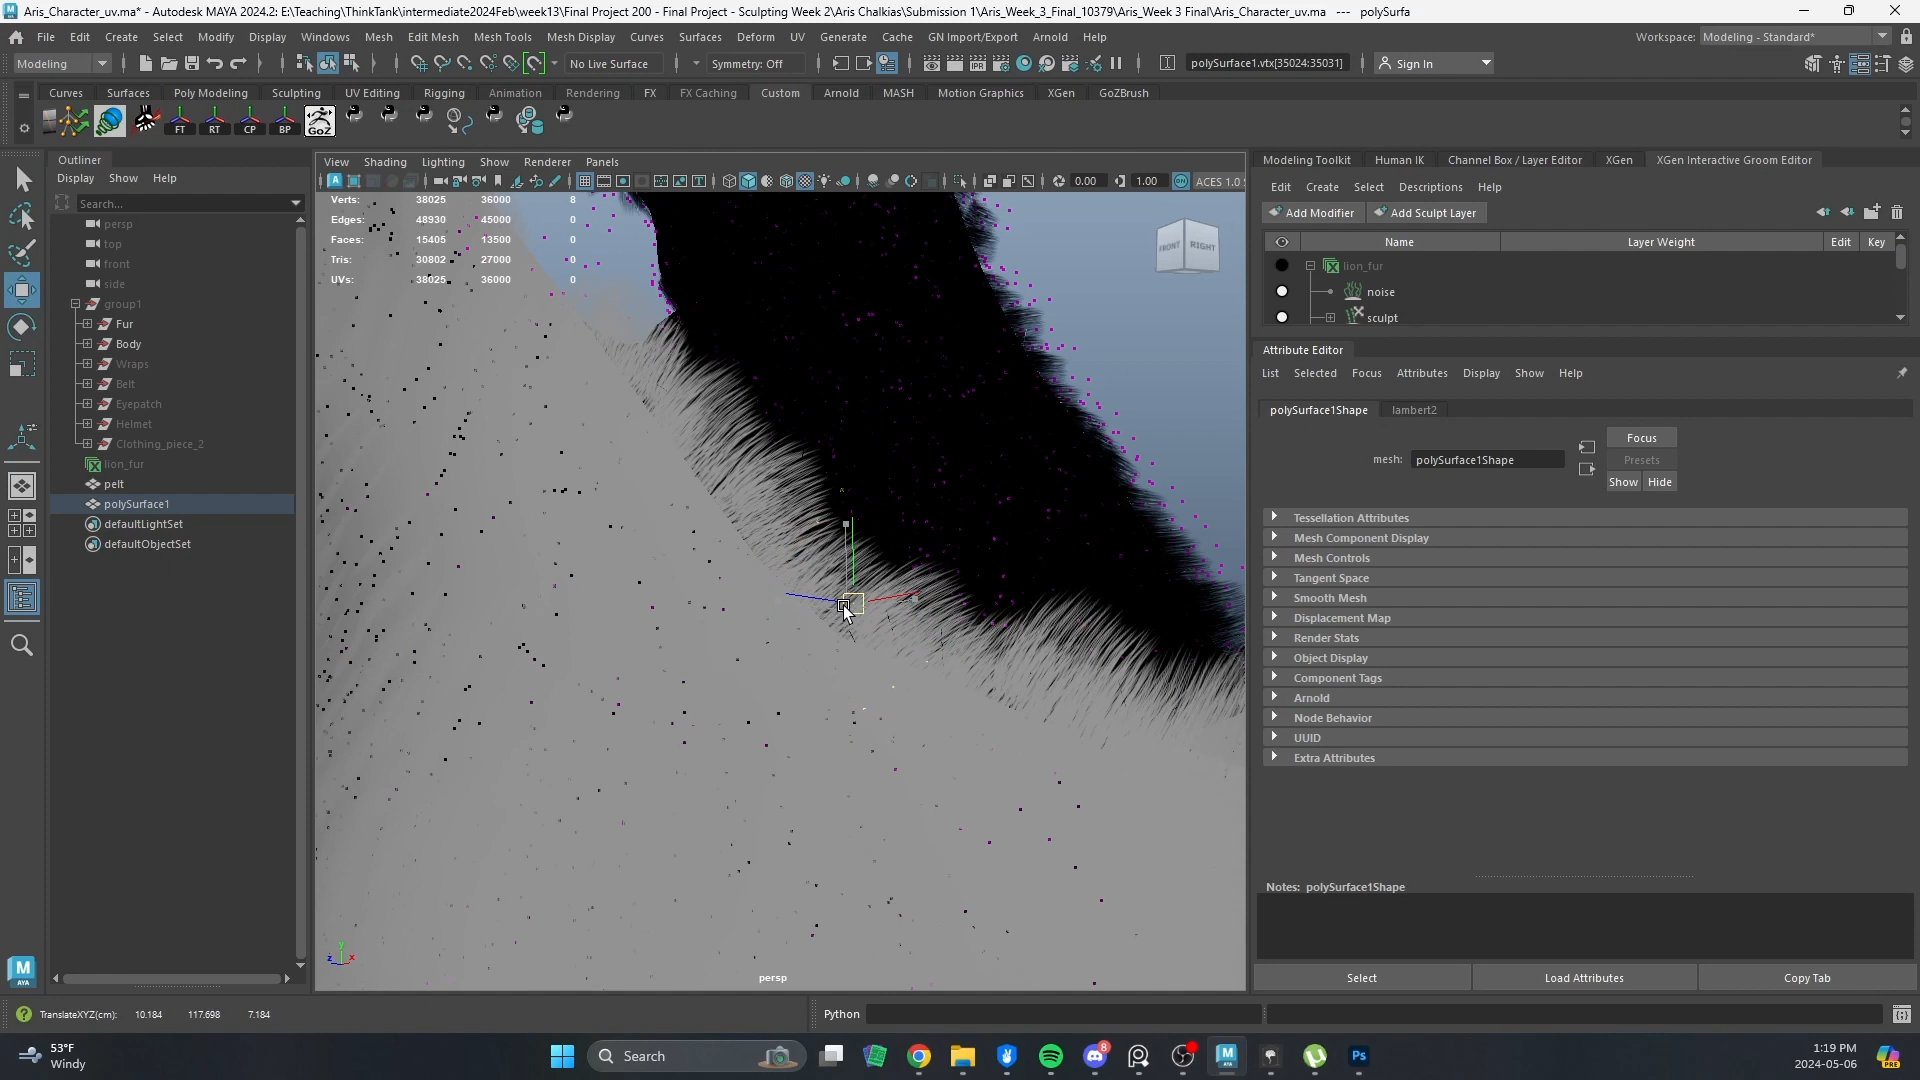 Aris_Character_uv.ma* - Autodesk MAYA 2024.2: E:\Teaching\ThinkTank\intermediate2024Feb\week13\Final Project 200 - Final Project - Sculpting Week 2\Aris Chalkias\Submission 1\Aris_Week_3_Final_10379\Aris_Week 3 Final\Aris_Character_uv.ma --- polySurfa
File Edit Create Select Modify Display Windows Mesh Edit Mesh Mesh Tools Mesh Display Curves Surfaces Deform UV Generate Cache GN Import/Export Arnold Help Workspace: Modeling - Standard*
Modeling No Live Surface Symmetry: Off polySurface1.vtx[35024:35031] Sign In
Curves Surfaces Poly Modeling Sculpting UV Editing Rigging Animation Rendering FX FX Caching Custom Arnold MASH Motion Graphics XGen GoZBrush
FT RT CP BP GoZ
Outliner
Display Show Help
Search...
persp
top
front
side
group1
Fur
Body
Wraps
Belt
Eyepatch
Helmet
Clothing_piece_2
lion_fur
pelt
polySurface1
defaultLightSet
defaultObjectSet
View Shading Lighting Show Renderer Panels
0.00 1.00 ACES 1.0
Verts: 38025 36000 8
Edges: 48930 45000 0
Faces: 15405 13500 0
Tris: 30802 27000 0
UVs: 38025 36000 0
FRONT RIGHT
persp
Modeling Toolkit Human IK Channel Box / Layer Editor XGen XGen Interactive Groom Editor
Edit Create Select Descriptions Help
Add Modifier Add Sculpt Layer
Name Layer Weight Edit Key
lion_fur
noise
sculpt
Attribute Editor
List Selected Focus Attributes Display Show Help
polySurface1Shape lambert2
Focus
mesh: polySurface1Shape Presets
Show Hide
Tessellation Attributes
Mesh Component Display
Mesh Controls
Tangent Space
Smooth Mesh
Displacement Map
Render Stats
Object Display
Component Tags
Arnold
Node Behavior
UUID
Extra Attributes
Notes: polySurface1Shape
Select Load Attributes Copy Tab
TranslateXYZ(cm): 10.184 117.698 7.184 Python
53°F
Windy
Search
8
1:19 PM
2024-05-06